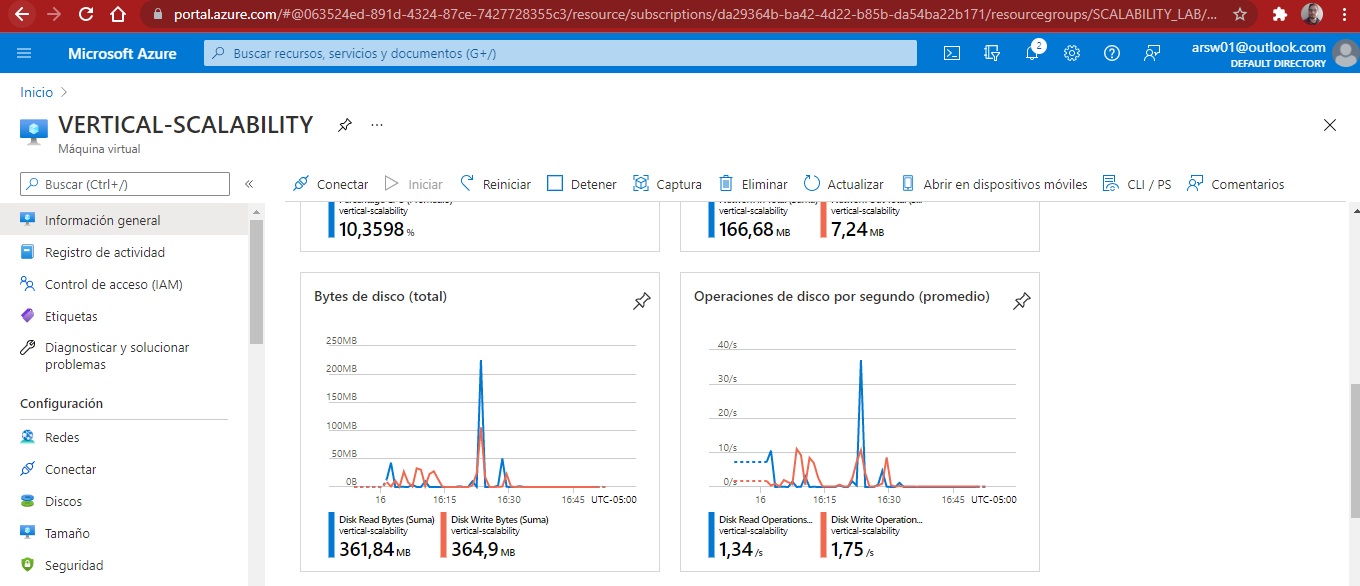 portal.azure.com/#@063524ed-891d-4324-87ce-7427728355c3/resource/subscriptions/da29364b-ba42-4d22-b85b-da54ba22b171/resourcegroups/SCALABILITY_LAB/...
Microsoft Azure
Buscar recursos, servicios y documentos (G+/)
2
arsw01@outlook.com
DEFAULT DIRECTORY
Inicio
VERTICAL-SCALABILITY
...
Máquina virtual
Buscar (Ctrl+/)
«
Conectar
Iniciar
Reiniciar
Detener
Captura
Eliminar
Actualizar
Abrir en dispositivos móviles
CLI / PS
Comentarios
Información general
Registro de actividad
Control de acceso (IAM)
Etiquetas
Diagnosticar y solucionar
problemas
Configuración
Redes
Conectar
Discos
Tamaño
Seguridad
vertical-scalability
10,3598 %
vertical-scalability
166,68 MB
vertical-scalability
7,24 MB
Bytes de disco (total)
250MB
200MB
150MB
100MB
50MB
0B
16 16:15 16:30 16:45 UTC-05:00
Disk Read Bytes (Suma)
vertical-scalability
361,84 MB
Disk Write Bytes (Suma)
vertical-scalability
364,9 MB
Operaciones de disco por segundo (promedio)
40/s
30/s
20/s
10/s
0/s
16 16:15 16:30 16:45 UTC-05:00
Disk Read Operations...
vertical-scalability
1,34 /s
Disk Write Operation...
vertical-scalability
1,75 /s